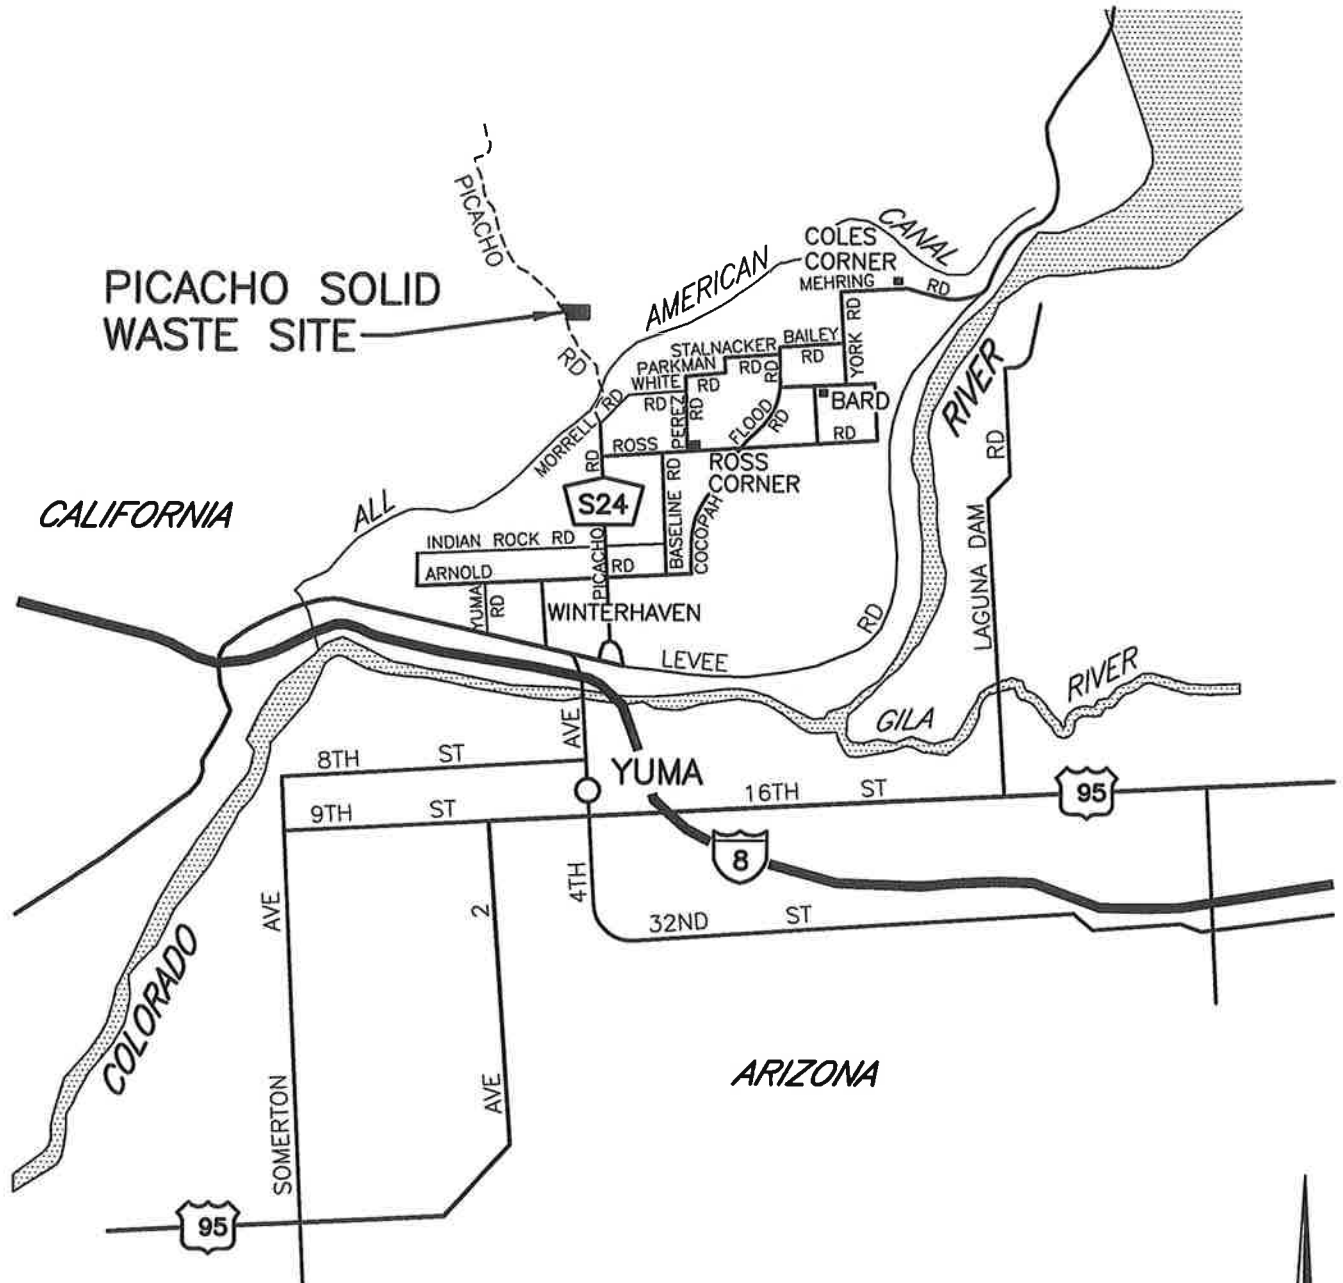 PICACHO
CANAL
COLES
CORNER
PICACHO SOLID
WASTE SITE
AMERICAN
MEHRING RD
YORK RD
BAILEY
RD
STALNACKER
RD
RD
PARKMAN
RD
WHITE
RD
RD
RIVER
BARD
RD
PEREZ
RD
FLOOD
RD
MORRELL RD
ROSS
RD
ROSS
CORNER
RD
S24
CALIFORNIA
ALL
BASELINE RD
COCOPAH
INDIAN ROCK RD
ARNOLD
RD
PICACHO
YUMA
RD
WINTERHAVEN
LAGUNA DAM
RD
LEVEE
RD
GILA
RIVER
AVE
8TH ST
YUMA
9TH ST
16TH ST
95
8
4TH
AVE
2
32ND ST
COLORADO
ARIZONA
SOMERTON
AVE
95